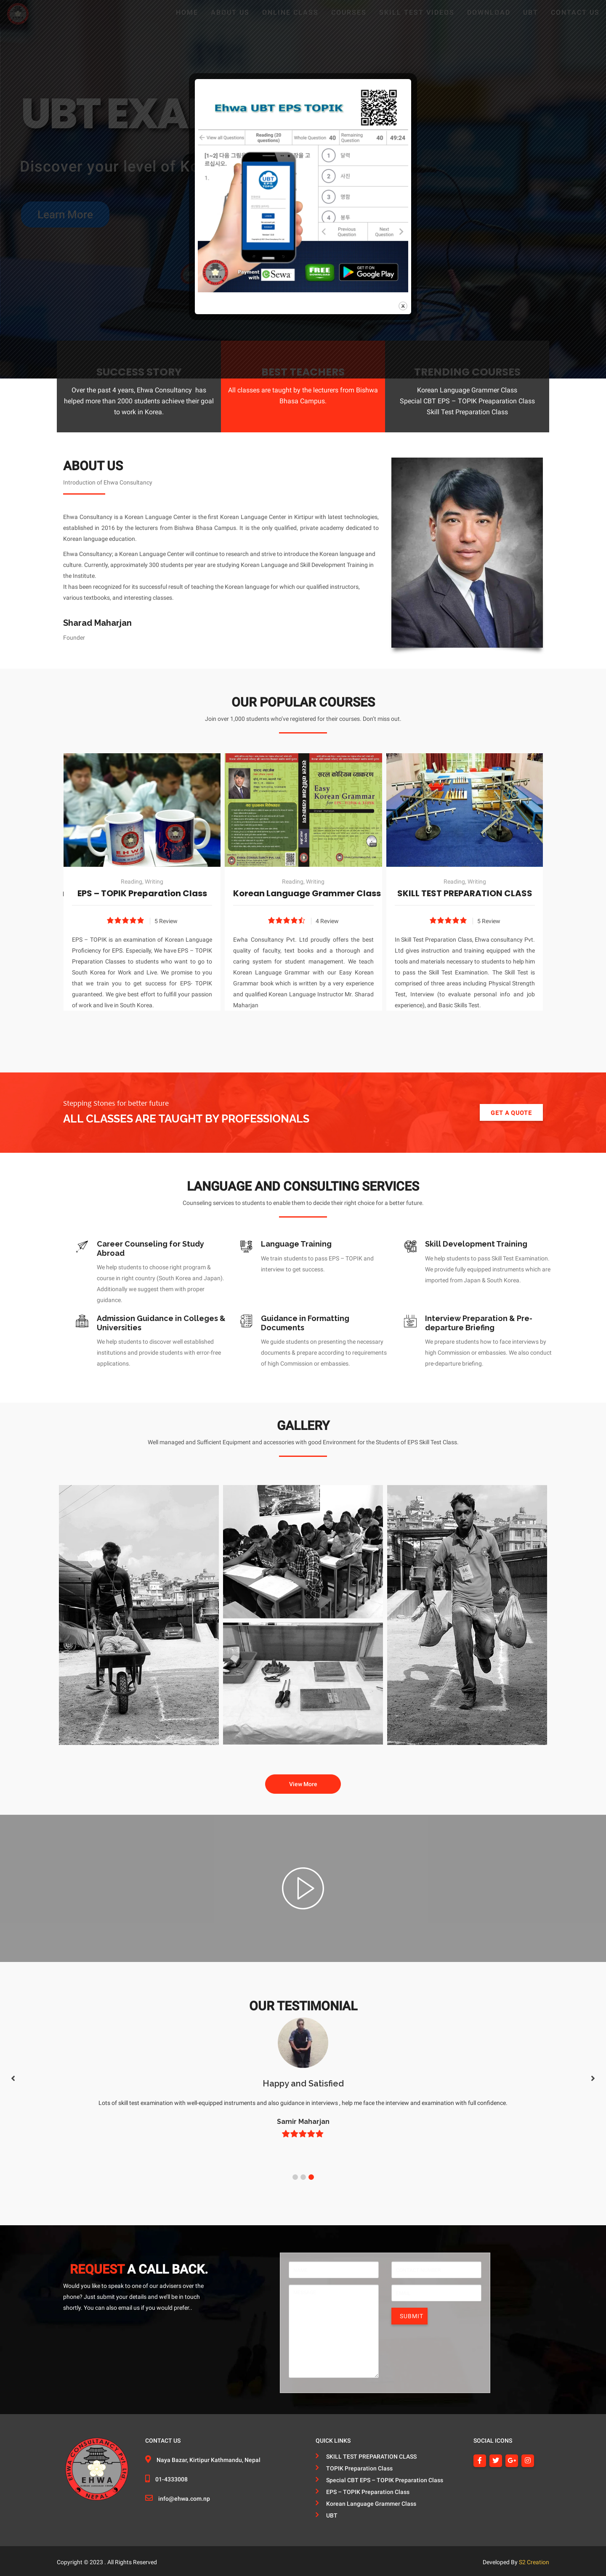 HOME ABOUT US ONLINE CLASS COURSES SKILL TEST VIDEOS DOWNLOAD UBT CONTACT US
UBT EXA
Discover your level of Ko
Learn More
Ehwa UBT EPS TOPIK
View all Questions
Reading (20 questions)
Whole Question 40
Remaining Question 40
49:24
[1~2] 다음 그림
고르십시오.
1.
1 달력
2 사진
3 명함
4 봉투
Previous Question
Next Question
UBT
Payment with eSewa
FREE
GET IT ON
Google Play
X
SUCCESS STORY
Over the past 4 years, Ehwa Consultancy has
helped more than 2000 students achieve their goal
to work in Korea.
BEST TEACHERS
All classes are taught by the lecturers from Bishwa
Bhasa Campus.
TRENDING COURSES
Korean Language Grammer Class
Special CBT EPS – TOPIK Preaparation Class
Skill Test Preparation Class
ABOUT US
Introduction of Ehwa Consultancy
Ehwa Consultancy is a Korean Language Center is the first Korean Language Center in Kirtipur with latest technologies,
established in 2016 by the lecturers from Bishwa Bhasa Campus. It is the only qualified, private academy dedicated to
Korean language education.
Ehwa Consultancy; a Korean Language Center will continue to research and strive to introduce the Korean language and
culture. Currently, approximately 300 students per year are studying Korean Language and Skill Development Training in
the Institute.
It has been recognized for its successful result of teaching the Korean language for which our qualified instructors,
various textbooks, and interesting classes.
Sharad Maharjan
Founder
OUR POPULAR COURSES
Join over 1,000 students who've registered for their courses. Don't miss out.
Reading, Writing
EPS – TOPIK Preparation Class
5 Review
EPS – TOPIK is an examination of Korean Language
Proficiency for EPS. Especially, We have EPS – TOPIK
Preparation Classes to students who want to go to
South Korea for Work and Live. We promise to you
that we train you to get success for EPS- TOPIK
guaranteed. We give best effort to fulfill your passion
of work and live in South Korea.
सरल कोरियन व्याकरण
Easy
Korean Grammar
Reading, Writing
Korean Language Grammer Class
4 Review
Ewha Consultancy Pvt. Ltd proudly offers the best
quality of faculty, text books and a thorough and
caring system for student management. We teach
Korean Language Grammar with our Easy Korean
Grammar book which is written by a very experience
and qualified Korean Language Instructor Mr. Sharad
Maharjan
Reading, Writing
SKILL TEST PREPARATION CLASS
5 Review
In Skill Test Preparation Class, Ehwa consultancy Pvt.
Ltd gives instruction and training equipped with the
tools and materials necessary to students to help him
to pass the Skill Test Examination. The Skill Test is
comprised of three areas including Physical Strength
Test, Interview (to evaluate personal info and job
experience), and Basic Skills Test.
Stepping Stones for better future
ALL CLASSES ARE TAUGHT BY PROFESSIONALS
GET A QUOTE
LANGUAGE AND CONSULTING SERVICES
Counseling services to students to enable them to decide their right choice for a better future.
Career Counseling for Study
Abroad
We help students to choose right program &
course in right country (South Korea and Japan).
Additionally we suggest them with proper
guidance.
Language Training
We train students to pass EPS – TOPIK and
interview to get success.
Skill Development Training
We help students to pass Skill Test Examination.
We provide fully equipped instruments which are
imported from Japan & South Korea.
Admission Guidance in Colleges &
Universities
We help students to discover well established
institutions and provide students with error-free
applications.
Guidance in Formatting
Documents
We guide students on presenting the necessary
documents & prepare according to requirements
of high Commission or embassies.
Interview Preparation & Pre-
departure Briefing
We prepare students how to face interviews by
high Commission or embassies. We also conduct
pre-departure briefing.
GALLERY
Well managed and Sufficient Equipment and accessories with good Environment for the Students of EPS Skill Test Class.
View More
OUR TESTIMONIAL
Happy and Satisfied
Lots of skill test examination with well-equipped instruments and also guidance in interviews , help me face the interview and examination with full confidence.
Samir Maharjan
REQUEST A CALL BACK.
Would you like to speak to one of our advisers over the
phone? Just submit your details and we'll be in touch
shortly. You can also email us if you would prefer..
SUBMIT
EHWA CONSULTANCY PVT. LTD.
EHWA
NEPAL
CONTACT US
Naya Bazar, Kirtipur Kathmandu, Nepal
01-4333008
info@ehwa.com.np
QUICK LINKS
SKILL TEST PREPARATION CLASS
TOPIK Preparation Class
Special CBT EPS – TOPIK Preparation Class
EPS – TOPIK Preparation Class
Korean Language Grammer Class
UBT
SOCIAL ICONS
Copyright © 2023 . All Rights Reserved
Developed By S2 Creation